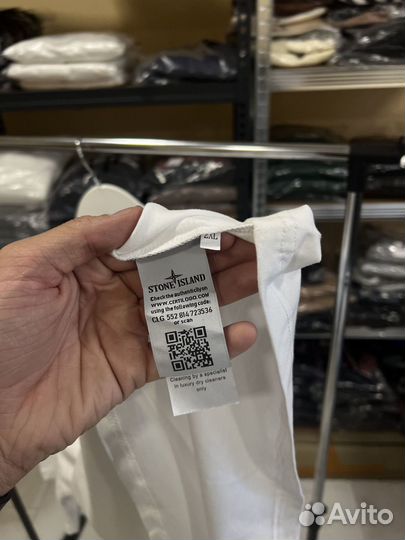 2XL
STONE ISLAND
Check the authenticity on
WWW.CERTILOGO.COM
using the following code:
CLG 552 814 723536
or scan
Cleaning by a specialist
in luxury dry cleaners
only
Avito